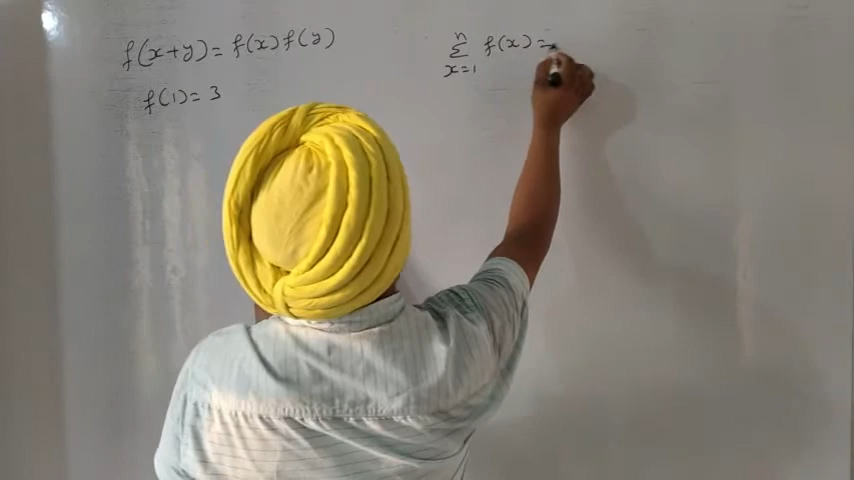 f(x+y) = f(x) f(y)
f(1) = 3
n
∑ f(x) =
x=1